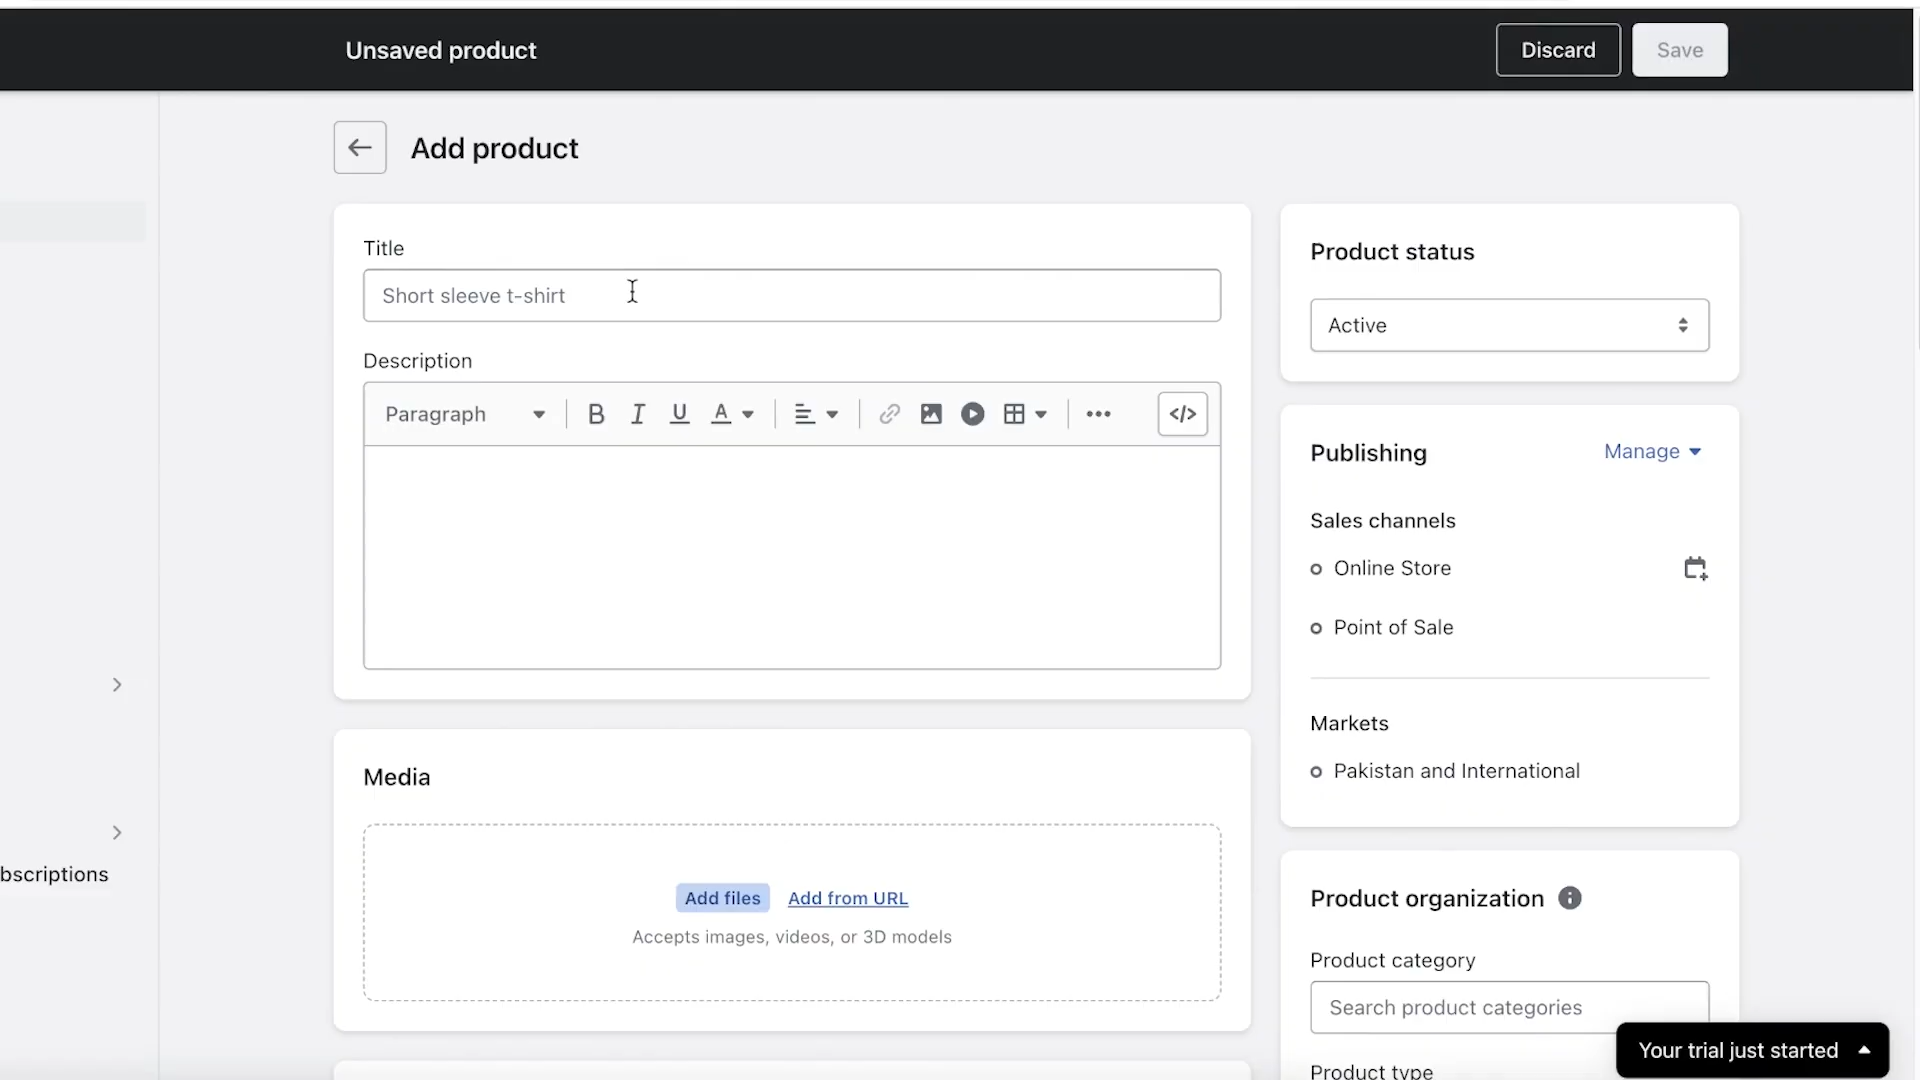 Unsaved product
Discard
Save
Add product
Title
Short sleeve t-shirt
Description
Paragraph
B I U A
</>
Media
Add files Add from URL
Accepts images, videos, or 3D models
Product status
Active
Publishing
Manage
Sales channels
Online Store
Point of Sale
Markets
Pakistan and International
Product organization
Product category
Search product categories
Product type
bscriptions
Your trial just started